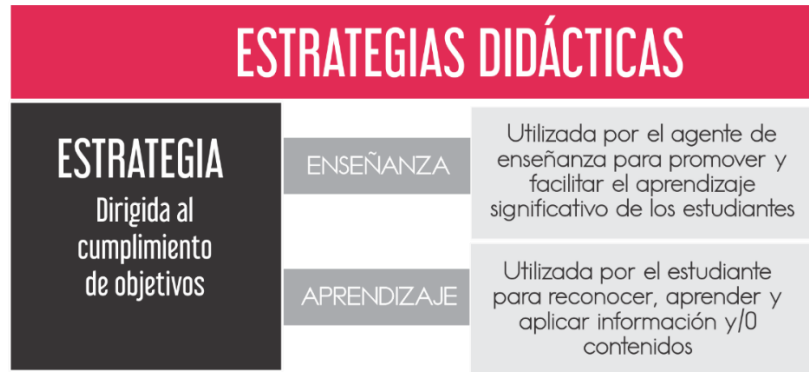 ESTRATEGIAS DIDÁCTICAS
ESTRATEGIA
Dirigida al
cumplimiento
de objetivos
ENSEÑANZA
Utilizada por el agente de
enseñanza para promover y
facilitar el aprendizaje
significativo de los estudiantes
APRENDIZAJE
Utilizada por el estudiante
para reconocer, aprender y
aplicar información y/0
contenidos